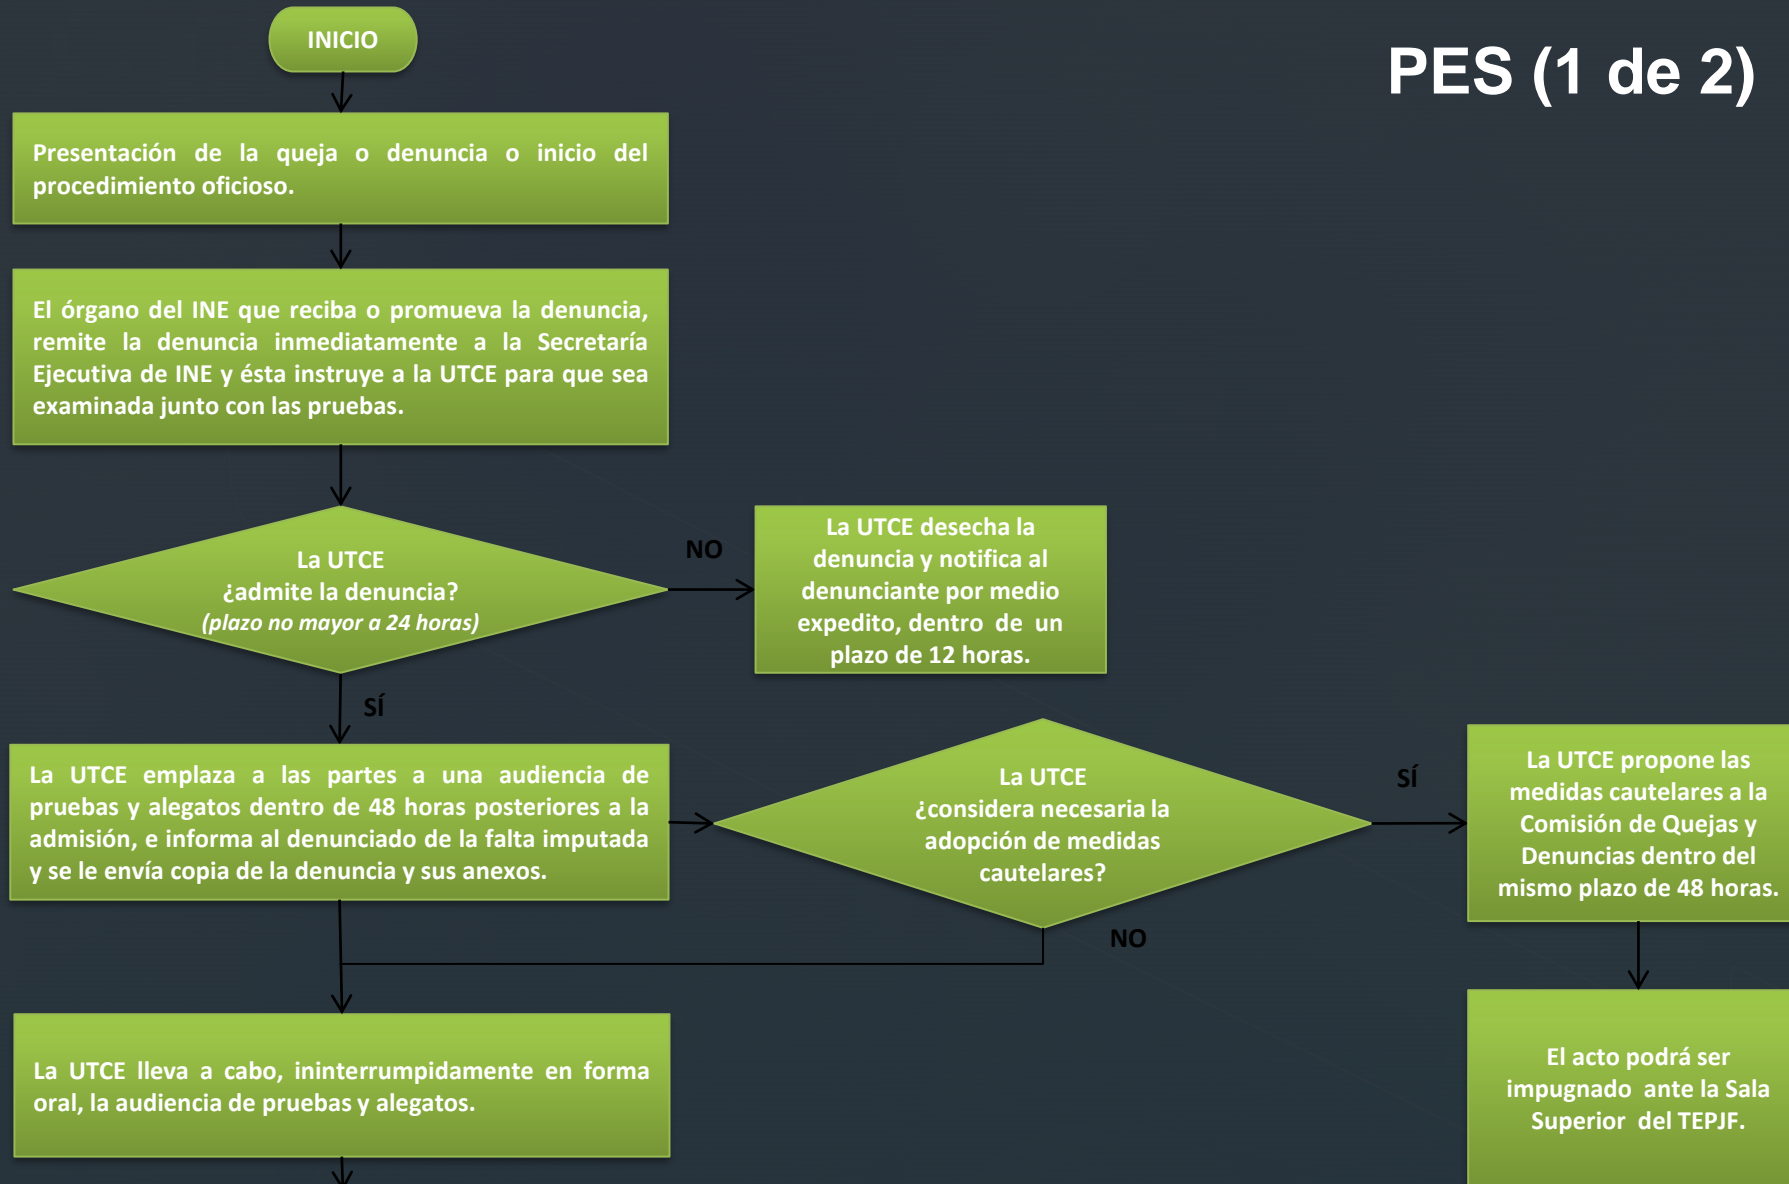 PES (1 de 2)
INICIO
Presentación de la queja o denuncia o inicio del
procedimiento oficioso.
El órgano del INE que reciba o promueva la denuncia,
remite la denuncia inmediatamente a la Secretaría
Ejecutiva de INE y ésta instruye a la UTCE para que sea
examinada junto con las pruebas.
La UTCE
¿admite la denuncia?
(plazo no mayor a 24 horas)
NO
La UTCE desecha la
denuncia y notifica al
denunciante por medio
expedito, dentro de un
plazo de 12 horas.
SÍ
La UTCE emplaza a las partes a una audiencia de
pruebas y alegatos dentro de 48 horas posteriores a la
admisión, e informa al denunciado de la falta imputada
y se le envía copia de la denuncia y sus anexos.
La UTCE
¿considera necesaria la
adopción de medidas
cautelares?
SÍ
La UTCE propone las
medidas cautelares a la
Comisión de Quejas y
Denuncias dentro del
mismo plazo de 48 horas.
NO
La UTCE lleva a cabo, ininterrumpidamente en forma
oral, la audiencia de pruebas y alegatos.
El acto podrá ser
impugnado ante la Sala
Superior del TEPJF.